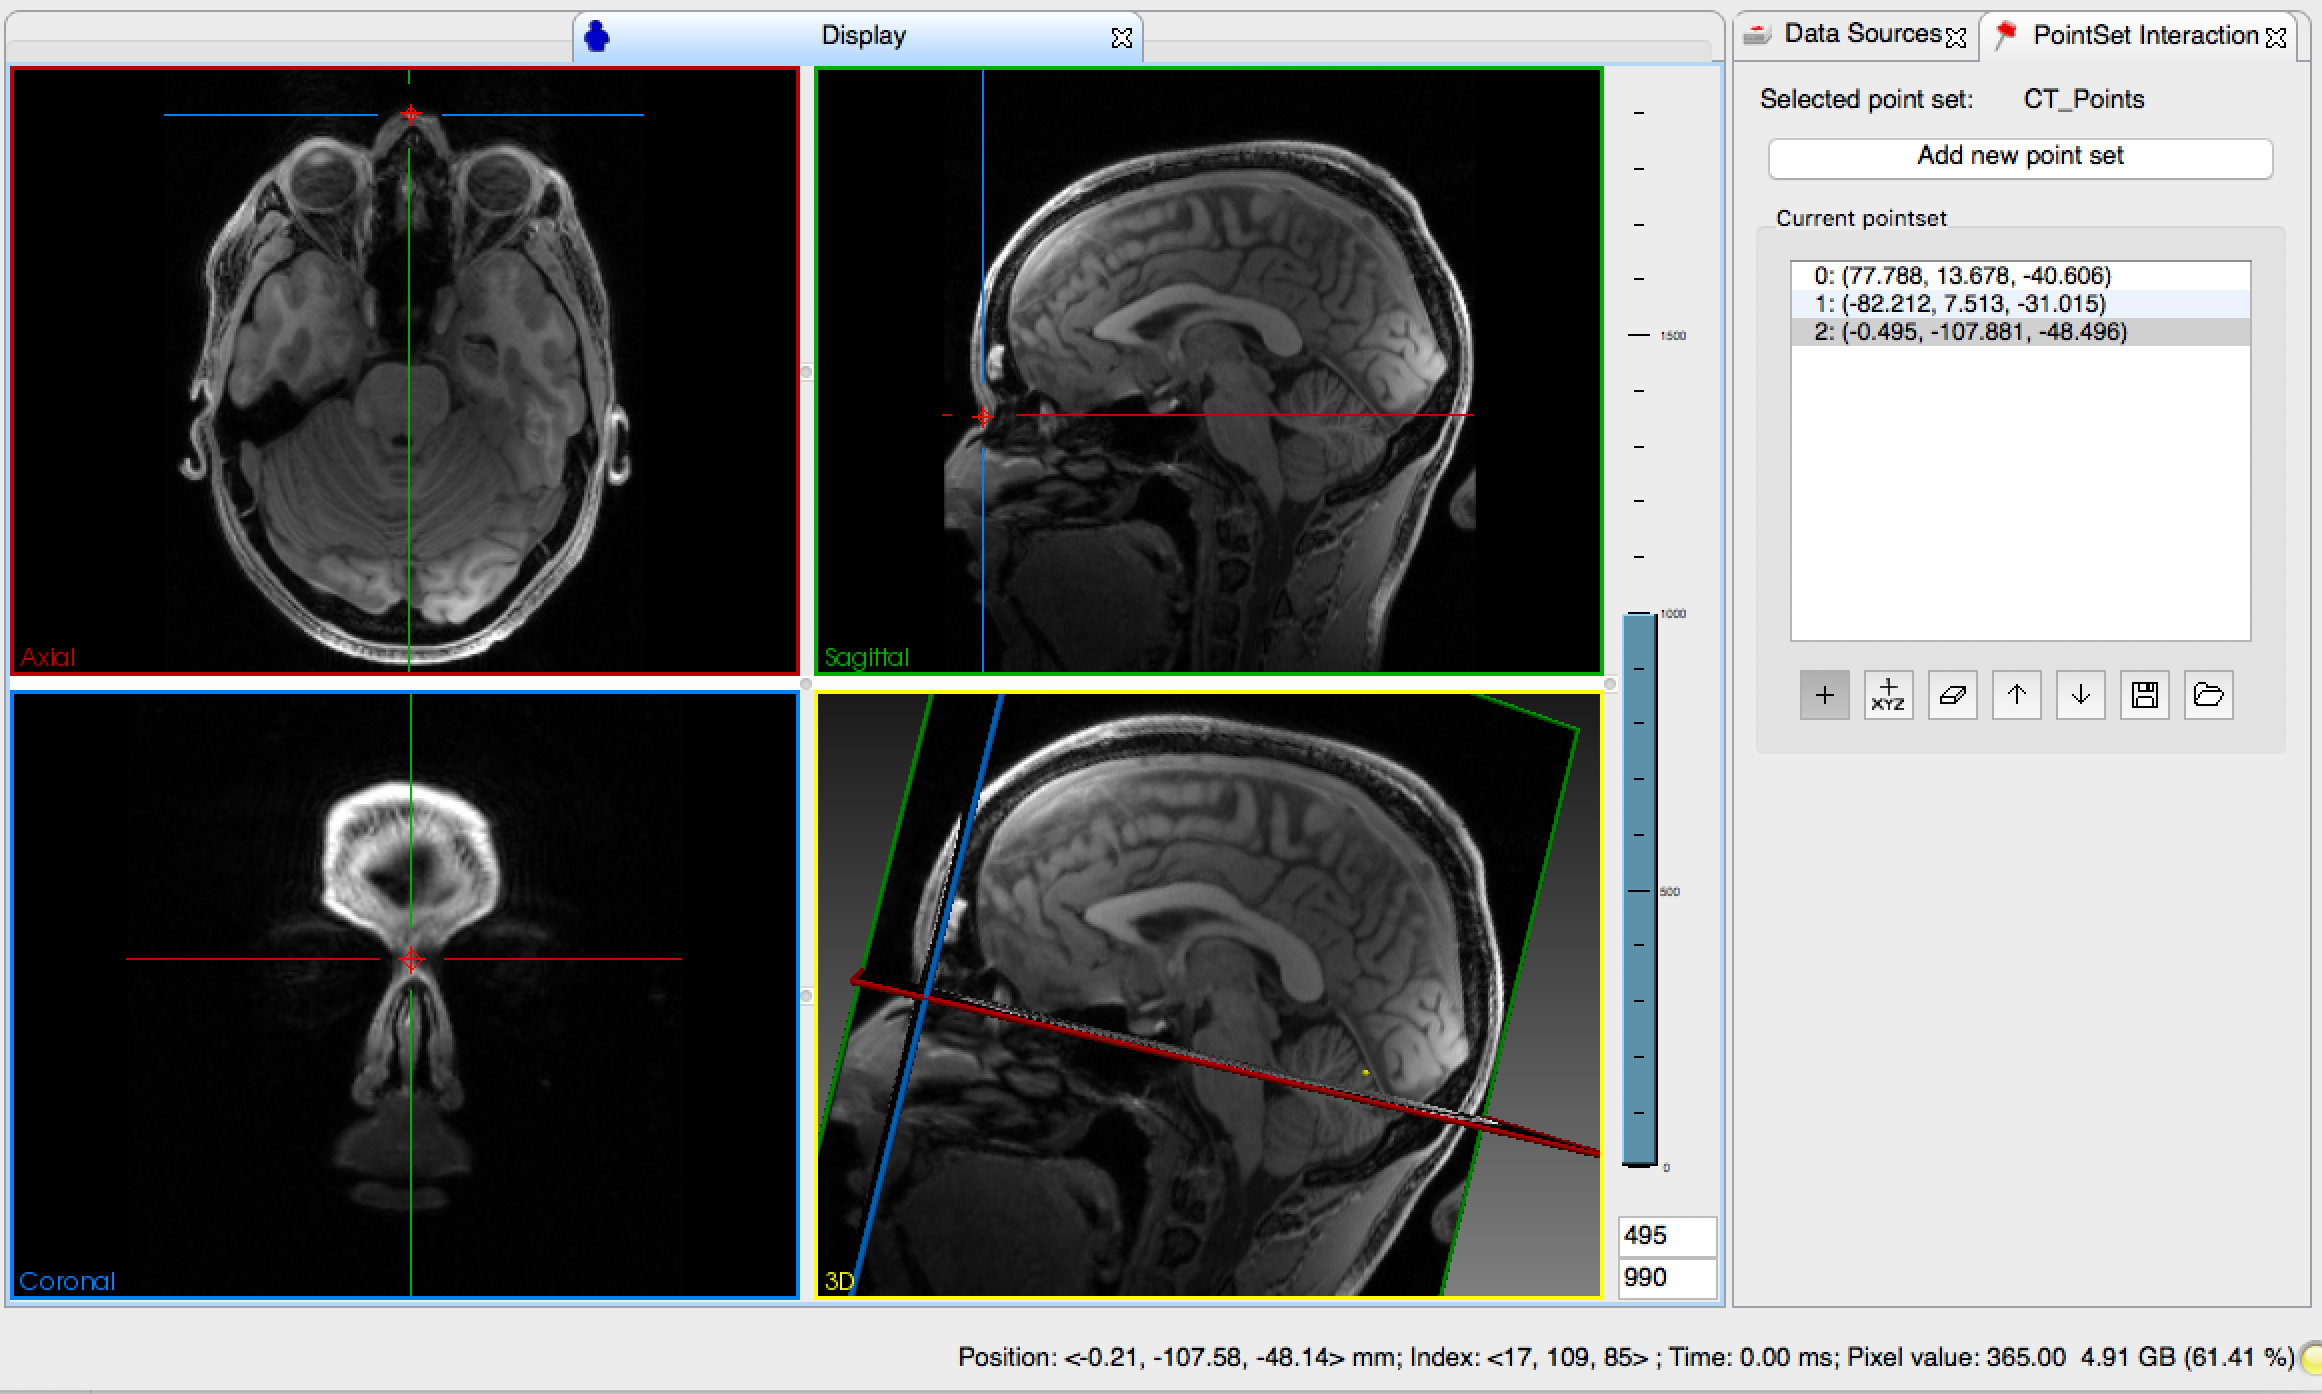 Display
Data Sources
PointSet Interaction
Selected point set: CT_Points
Add new point set
Current pointset
0: (77.788, 13.678, -40.606)
1: (-82.212, 7.513, -31.015)
2: (-0.495, -107.881, -48.496)
+
XYZ
Axial
Sagittal
Coronal
3D
1500
1000
500
0
495
990
Position: <-0.21, -107.58, -48.14> mm; Index: <17, 109, 85> ; Time: 0.00 ms; Pixel value: 365.00 4.91 GB (61.41 %)